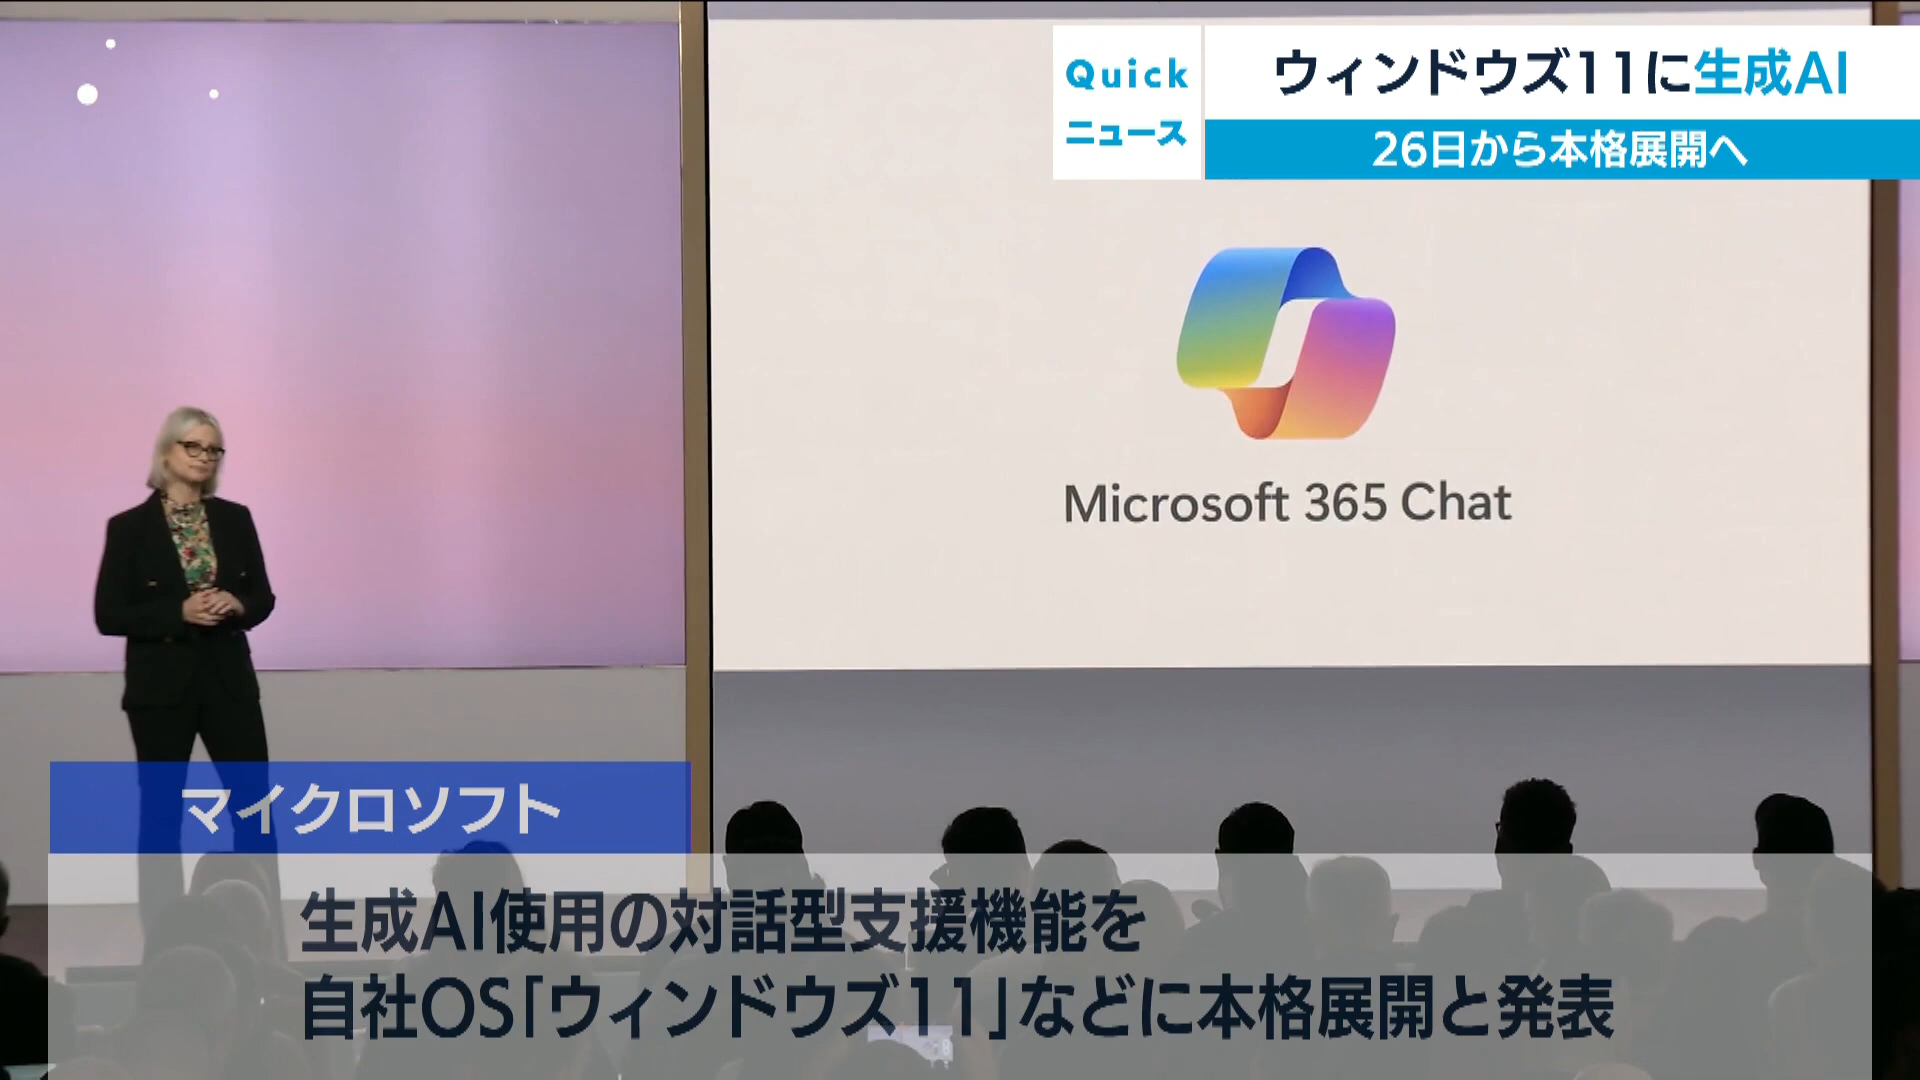 Quick
ニュース
ウィンドウズ11に生成AI
26日から本格展開へ
Microsoft 365 Chat
マイクロソフト
生成AI使用の対話型支援機能を
自社OS「ウィンドウズ11」などに本格展開と発表